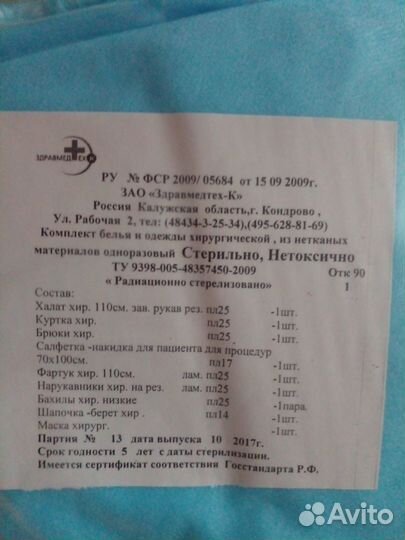 ЗДРАВМЕДТЕХ-К
РУ № ФСР 2009/ 05684 от 15 09 2009г.
ЗАО «Здравмедтех-К»
Россия Калужская область,г. Кондрово ,
Ул. Рабочая 2, тел: (48434-3-25-34),(495-628-81-69)
Комплект белья и одежды хирургической , из нетканых
материалов одноразовый Стерильно, Нетоксично
ТУ 9398-005-48357450-2009 Отк 90
« Радиационно стерилизовано» 1
Состав:
Халат хир. 110см. зав. рукав рез. пл25 -1шт.
Куртка хир. пл25 -1шт.
Брюки хир. пл25 -1шт.
Салфетка -накидка для пациента для процедур
70х100см. пл17 -1шт.
Фартук хир. 110см. лам. пл25 -1шт.
Нарукавники хир. на рез. лам. пл25 -1шт.
Бахилы хир. низкие пл25 -1пара.
Шапочка -берет хир . пл14 -1шт.
Маска хирург. -1шт.
Партия № 13 дата выпуска 10 2017г.
Срок годности 5 лет с даты стерилизации.
Имеется сертификат соответствия Госстандарта Р.Ф.
Avito